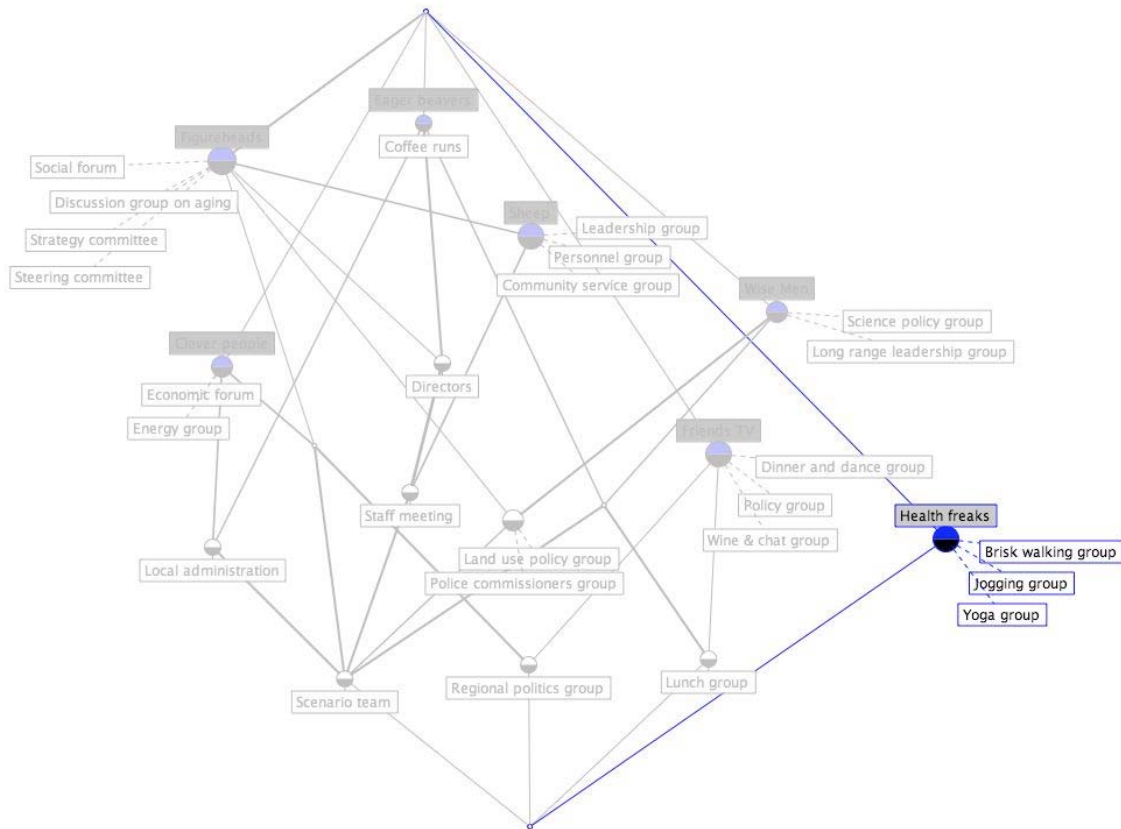 Eager beavers
Figureheads
Coffee runs
Social forum
Discussion group on aging
Sheep
Leadership group
Strategy committee
Personnel group
Steering committee
Community service group
Wise Men
Science policy group
Clever people
Long range leadership group
Directors
Economic forum
Energy group
Friends TV
Dinner and dance group
Policy group
Staff meeting
Health freaks
Wine & chat group
Brisk walking group
Land use policy group
Local administration
Police commissioners group
Jogging group
Yoga group
Lunch group
Regional politics group
Scenario team